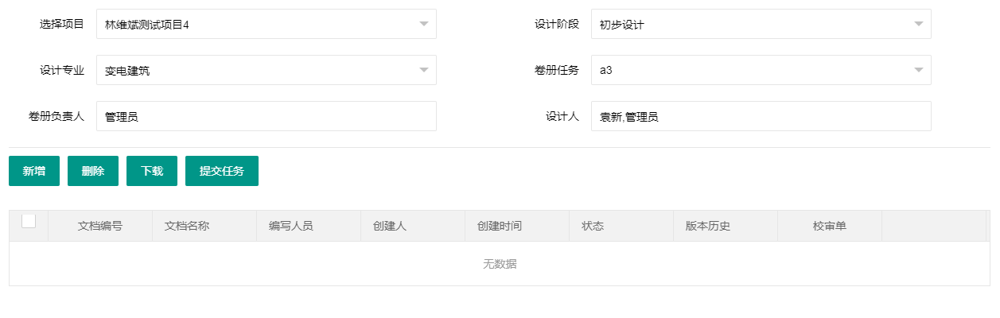 选择项目 林维斌测试项目4 设计阶段 初步设计
设计专业 变电建筑 卷册任务 a3
卷册负责人 管理员 设计人 袁新,管理员
新增 删除 下载 提交任务
文档编号 文档名称 编写人员 创建人 创建时间 状态 版本历史 校审单
无数据